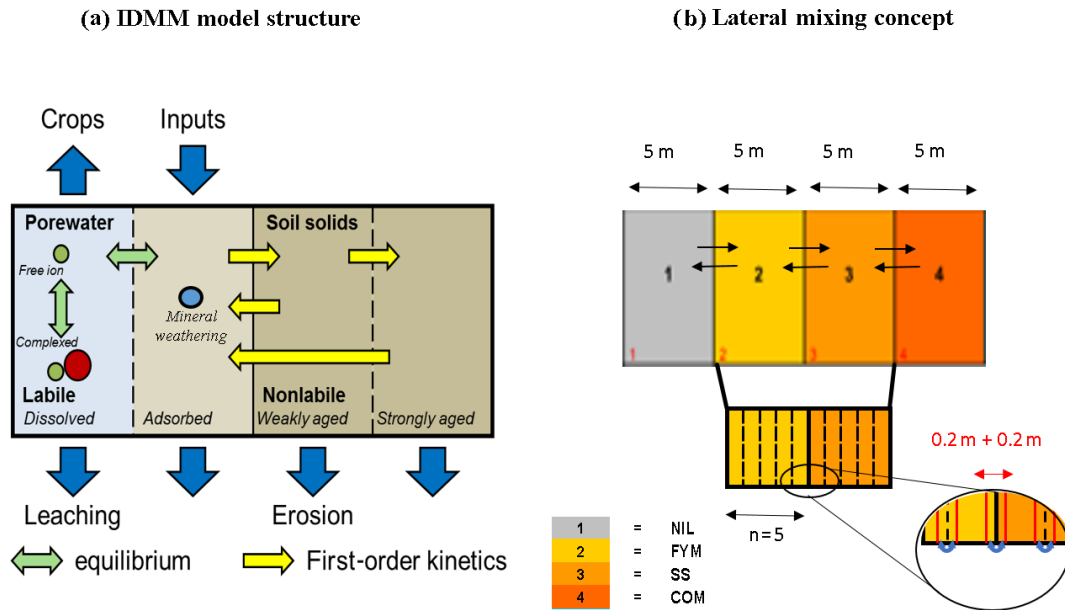 (a) IDMM model structure
Crops
Inputs
Porewater
Soil solids
Free ion
Mineral
weathering
Complexed
Labile
Nonlabile
Dissolved
Adsorbed
Weakly aged
Strongly aged
Leaching
Erosion
equilibrium
First-order kinetics
(b) Lateral mixing concept
5 m
5 m
5 m
5 m
1
2
3
4
1
2
3
4
0.2 m + 0.2 m
n=5
1 = NIL
2 = FYM
3 = SS
4 = COM